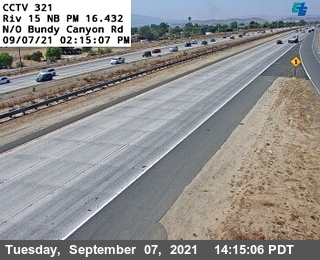 CCTV 321
Riv 15 NB PM 16.432
N/O Bundy Canyon Rd
09/07/21 02:15:07 PM
Tuesday, September 07, 2021 14:15:06 PDT